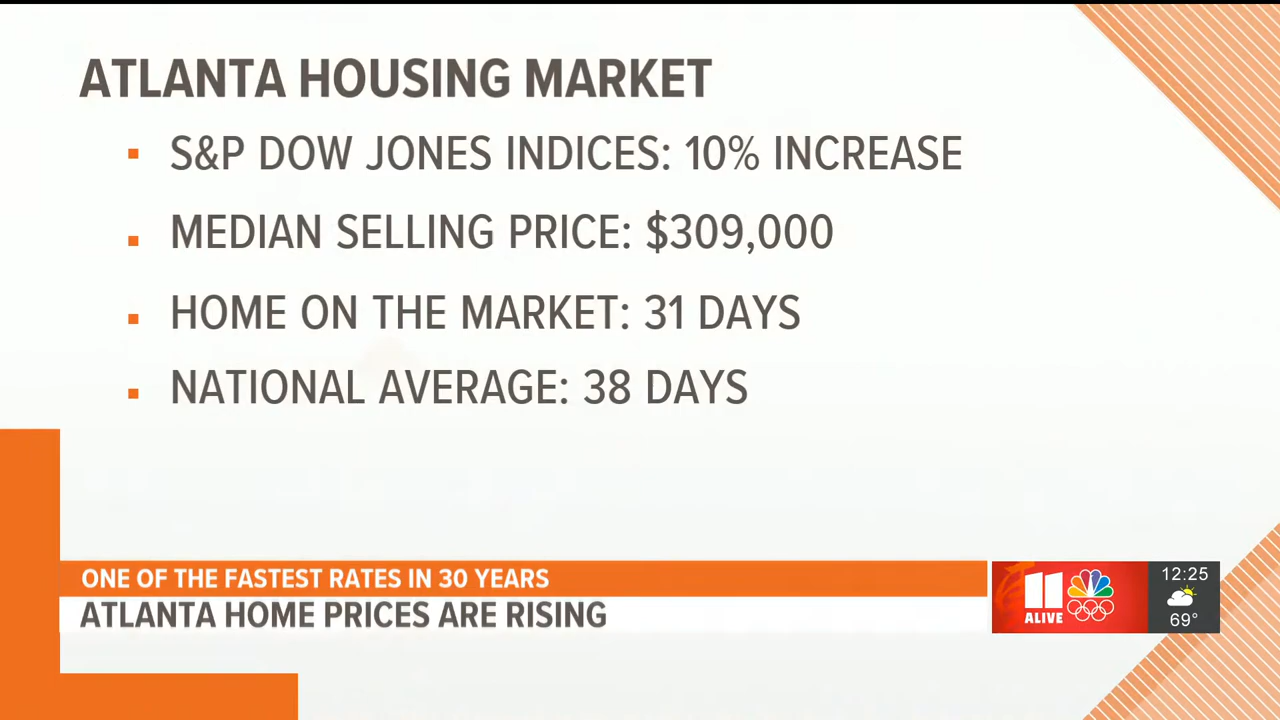 ATLANTA HOUSING MARKET
S&P DOW JONES INDICES: 10% INCREASE
MEDIAN SELLING PRICE: $309,000
HOME ON THE MARKET: 31 DAYS
NATIONAL AVERAGE: 38 DAYS
ONE OF THE FASTEST RATES IN 30 YEARS
ATLANTA HOME PRICES ARE RISING
11
ALIVE
12:25
69°